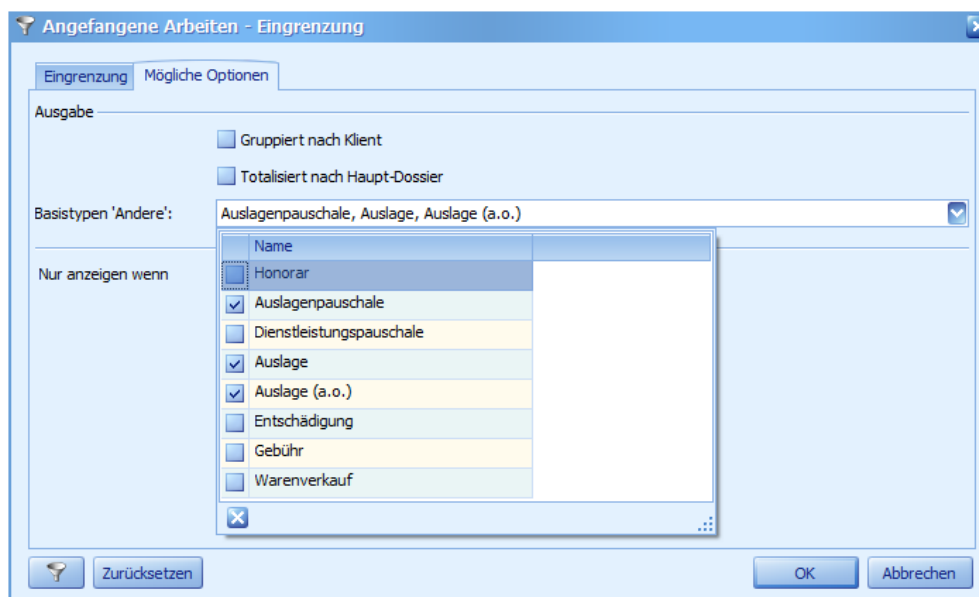 Angefangene Arbeiten - Eingrenzung
Eingrenzung Mögliche Optionen
Ausgabe
Gruppiert nach Klient
Totalisiert nach Haupt-Dossier
Basistypen 'Andere': Auslagenpauschale, Auslage, Auslage (a.o.)
Name
Nur anzeigen wenn Honorar
Auslagenpauschale
Dienstleistungspauschale
Auslage
Auslage (a.o.)
Entschädigung
Gebühr
Warenverkauf
Zurücksetzen OK Abbrechen